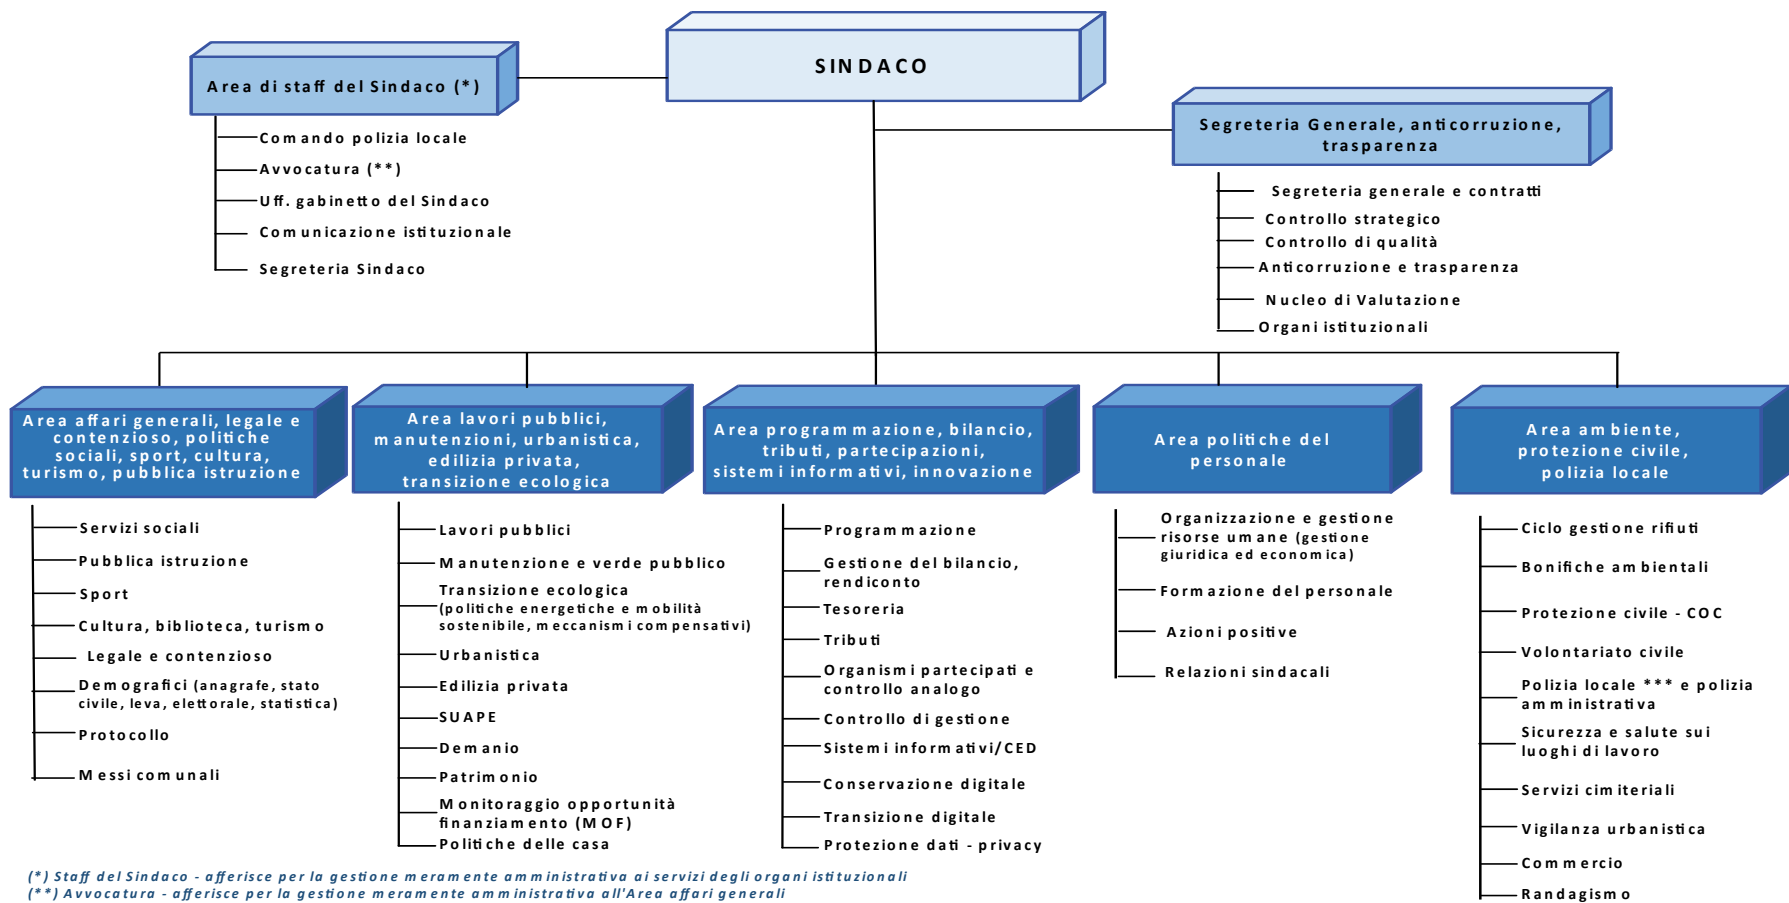 SINDACO
Area di staff del Sindaco (*)
Comando polizia locale
Avvocatura (**)
Uff. gabinetto del Sindaco
Comunicazione istituzionale
Segreteria Sindaco
Segreteria Generale, anticorruzione,
trasparenza
Segreteria generale e contratti
Controllo strategico
Controllo di qualità
Anticorruzione e trasparenza
Nucleo di Valutazione
Organi istituzionali
Area affari generali, legale e
contenzioso, politiche
sociali, sport, cultura,
turismo, pubblica istruzione
Servizi sociali
Pubblica istruzione
Sport
Cultura, biblioteca, turismo
Legale e contenzioso
Demografici (anagrafe, stato
civile, leva, elettorale, statistica)
Protocollo
Messi comunali
Area lavori pubblici,
manutenzioni, urbanistica,
edilizia privata,
transizione ecologica
Lavori pubblici
Manutenzione e verde pubblico
Transizione ecologica
(politiche energetiche e mobilità
sostenibile, meccanismi compensativi)
Urbanistica
Edilizia privata
SUAPE
Demanio
Patrimonio
Monitoraggio opportunità
finanziamento (MOF)
Politiche delle casa
Area programmazione, bilancio,
tributi, partecipazioni,
sistemi informativi, innovazione
Programmazione
Gestione del bilancio,
rendiconto
Tesoreria
Tributi
Organismi partecipati e
controllo analogo
Controllo di gestione
Sistemi informativi/CED
Conservazione digitale
Transizione digitale
Protezione dati - privacy
Area politiche del
personale
Organizzazione e gestione
risorse umane (gestione
giuridica ed economica)
Formazione del personale
Azioni positive
Relazioni sindacali
Area ambiente,
protezione civile,
polizia locale
Ciclo gestione rifiuti
Bonifiche ambientali
Protezione civile - COC
Volontariato civile
Polizia locale *** e polizia
amministrativa
Sicurezza e salute sui
luoghi di lavoro
Servizi cimiteriali
Vigilanza urbanistica
Commercio
Randagismo
(*) Staff del Sindaco - afferisce per la gestione meramente amministrativa ai servizi degli organi istituzionali
(**) Avvocatura - afferisce per la gestione meramente amministrativa all'Area affari generali